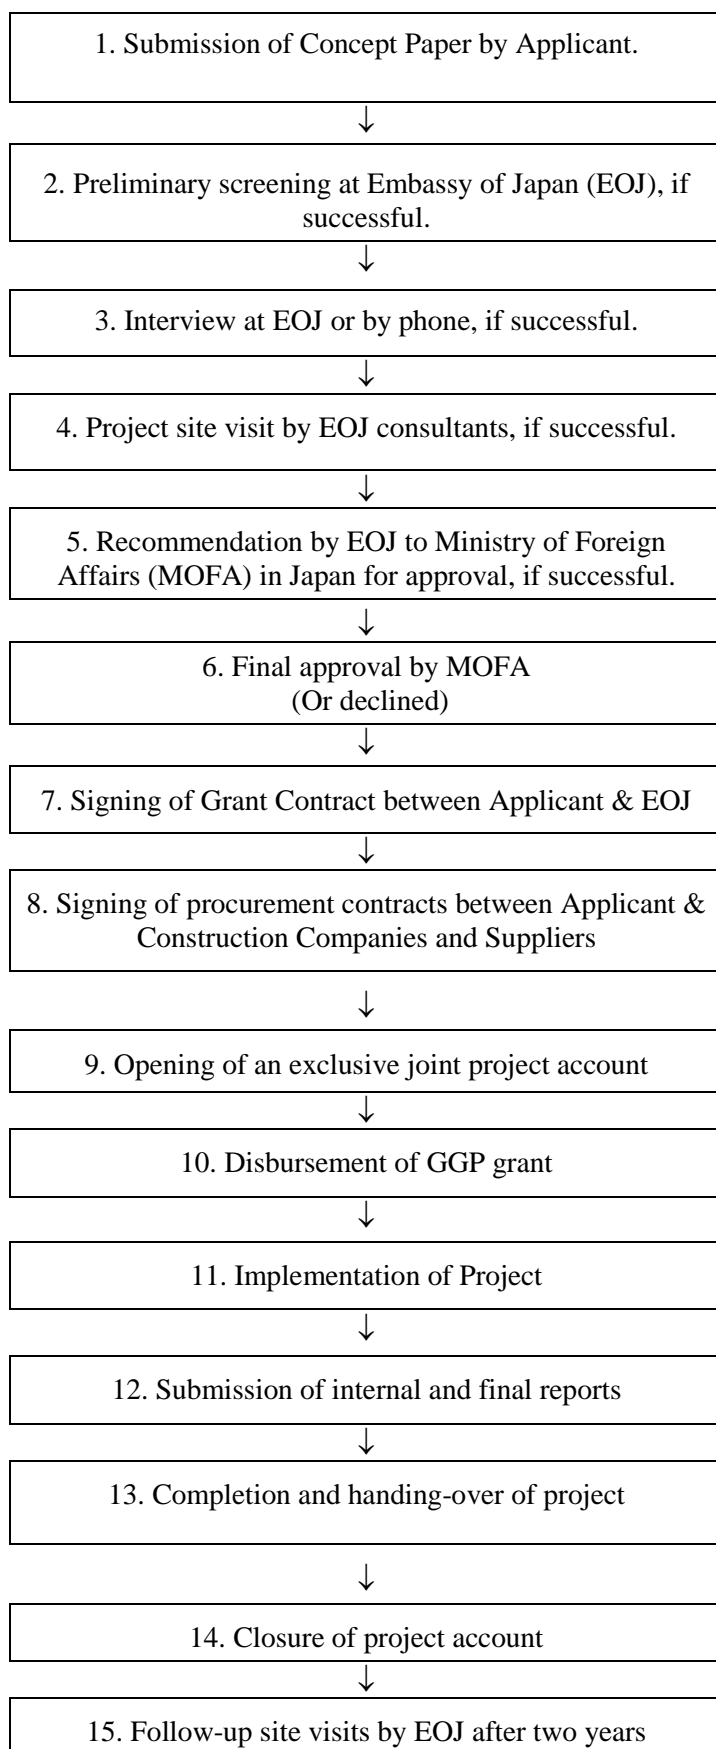 1. Submission of Concept Paper by Applicant.
↓
2. Preliminary screening at Embassy of Japan (EOJ), if
successful.
↓
3. Interview at EOJ or by phone, if successful.
↓
4. Project site visit by EOJ consultants, if successful.
↓
5. Recommendation by EOJ to Ministry of Foreign
Affairs (MOFA) in Japan for approval, if successful.
↓
6. Final approval by MOFA
(Or declined)
↓
7. Signing of Grant Contract between Applicant & EOJ
↓
8. Signing of procurement contracts between Applicant &
Construction Companies and Suppliers
↓
9. Opening of an exclusive joint project account
↓
10. Disbursement of GGP grant
↓
11. Implementation of Project
↓
12. Submission of internal and final reports
↓
13. Completion and handing-over of project
↓
14. Closure of project account
↓
15. Follow-up site visits by EOJ after two years